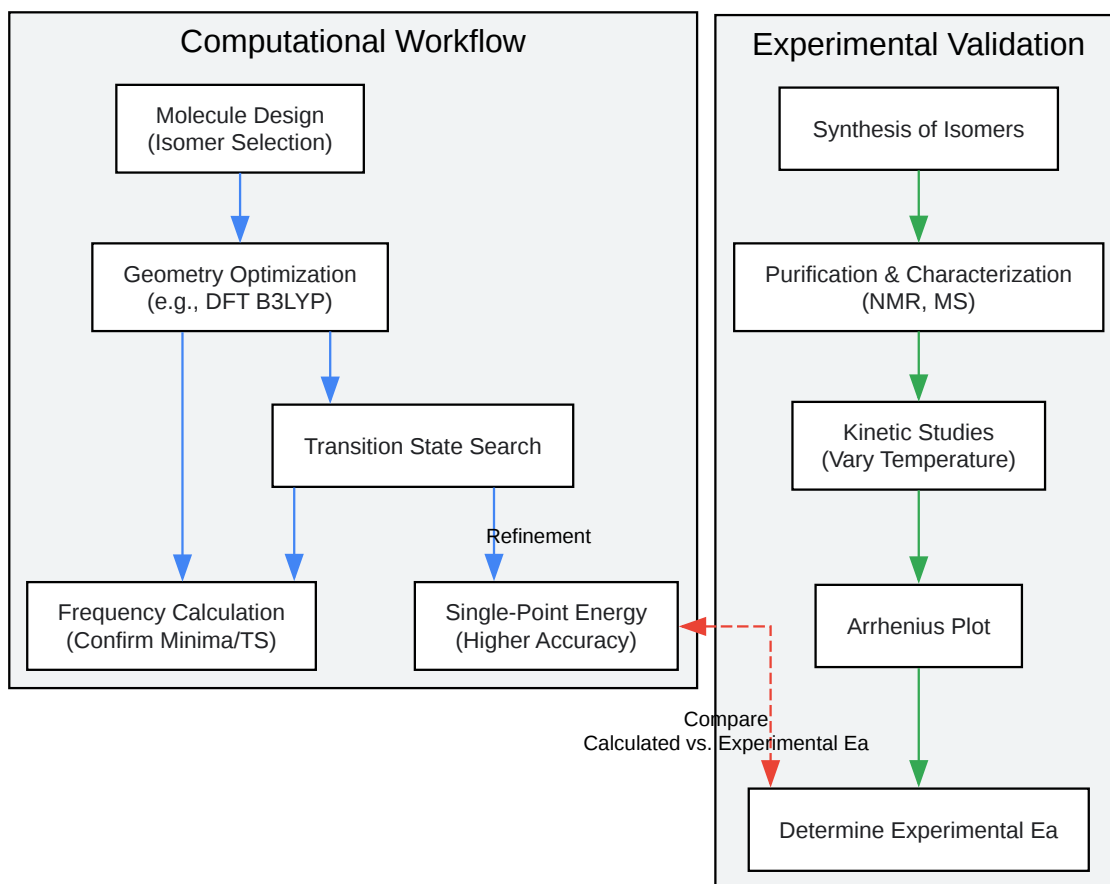 Computational Workflow
Molecule Design
(Isomer Selection)
Geometry Optimization
(e.g., DFT B3LYP)
Transition State Search
Refinement
Frequency Calculation
(Confirm Minima/TS)
Single-Point Energy
(Higher Accuracy)
Compare
Calculated vs. Experimental Ea
Experimental Validation
Synthesis of Isomers
Purification & Characterization
(NMR, MS)
Kinetic Studies
(Vary Temperature)
Arrhenius Plot
Determine Experimental Ea